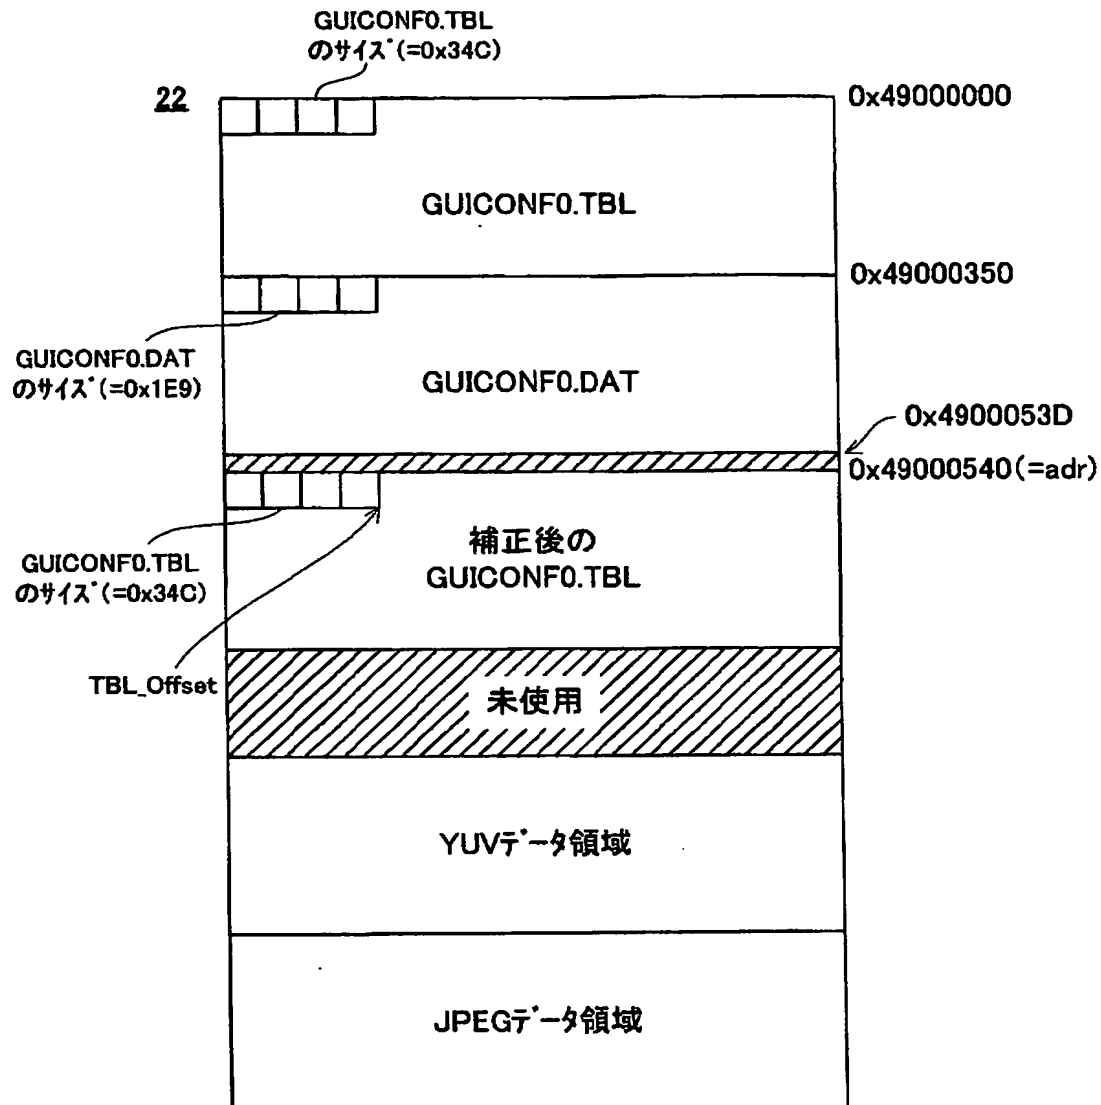 GUICONF0.TBL
のサイズ(=0x34C)
22
0x49000000
GUICONF0.TBL
0x49000350
GUICONF0.DAT
のサイズ(=0x1E9)
GUICONF0.DAT
0x4900053D
0x49000540(=adr)
GUICONF0.TBL
のサイズ(=0x34C)
補正後の
GUICONF0.TBL
TBL_Offset
未使用
YUVデータ領域
JPEGデータ領域